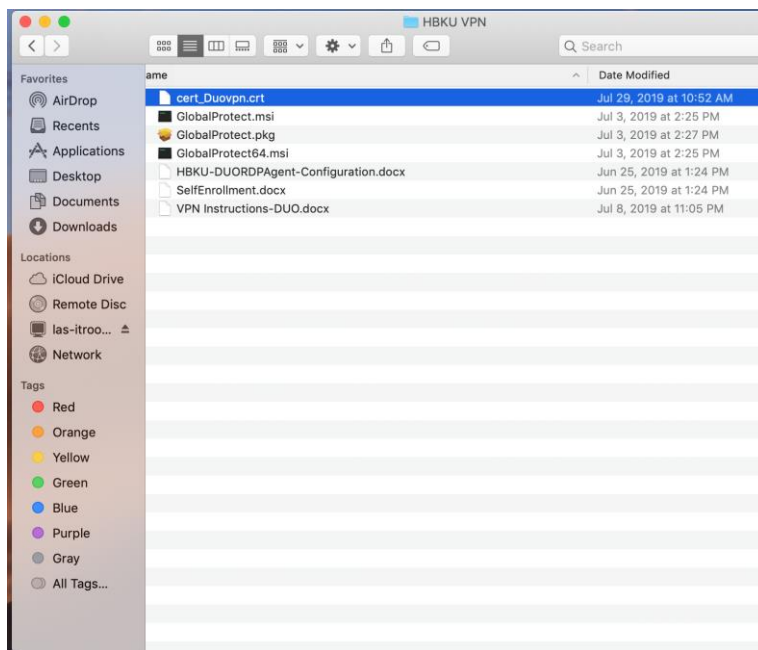 HBKU VPN
Search
Favorites
AirDrop
Recents
Applications
Desktop
Documents
Downloads
Locations
iCloud Drive
Remote Disc
las-itroo...
Network
Tags
Red
Orange
Yellow
Green
Blue
Purple
Gray
All Tags...
ame Date Modified
cert_Duovpn.crt Jul 29, 2019 at 10:52 AM
GlobalProtect.msi Jul 3, 2019 at 2:25 PM
GlobalProtect.pkg Jul 3, 2019 at 2:27 PM
GlobalProtect64.msi Jul 3, 2019 at 2:25 PM
HBKU-DUORDPAgent-Configuration.docx Jun 25, 2019 at 1:24 PM
SelfEnrollment.docx Jun 25, 2019 at 1:24 PM
VPN Instructions-DUO.docx Jul 8, 2019 at 11:05 PM